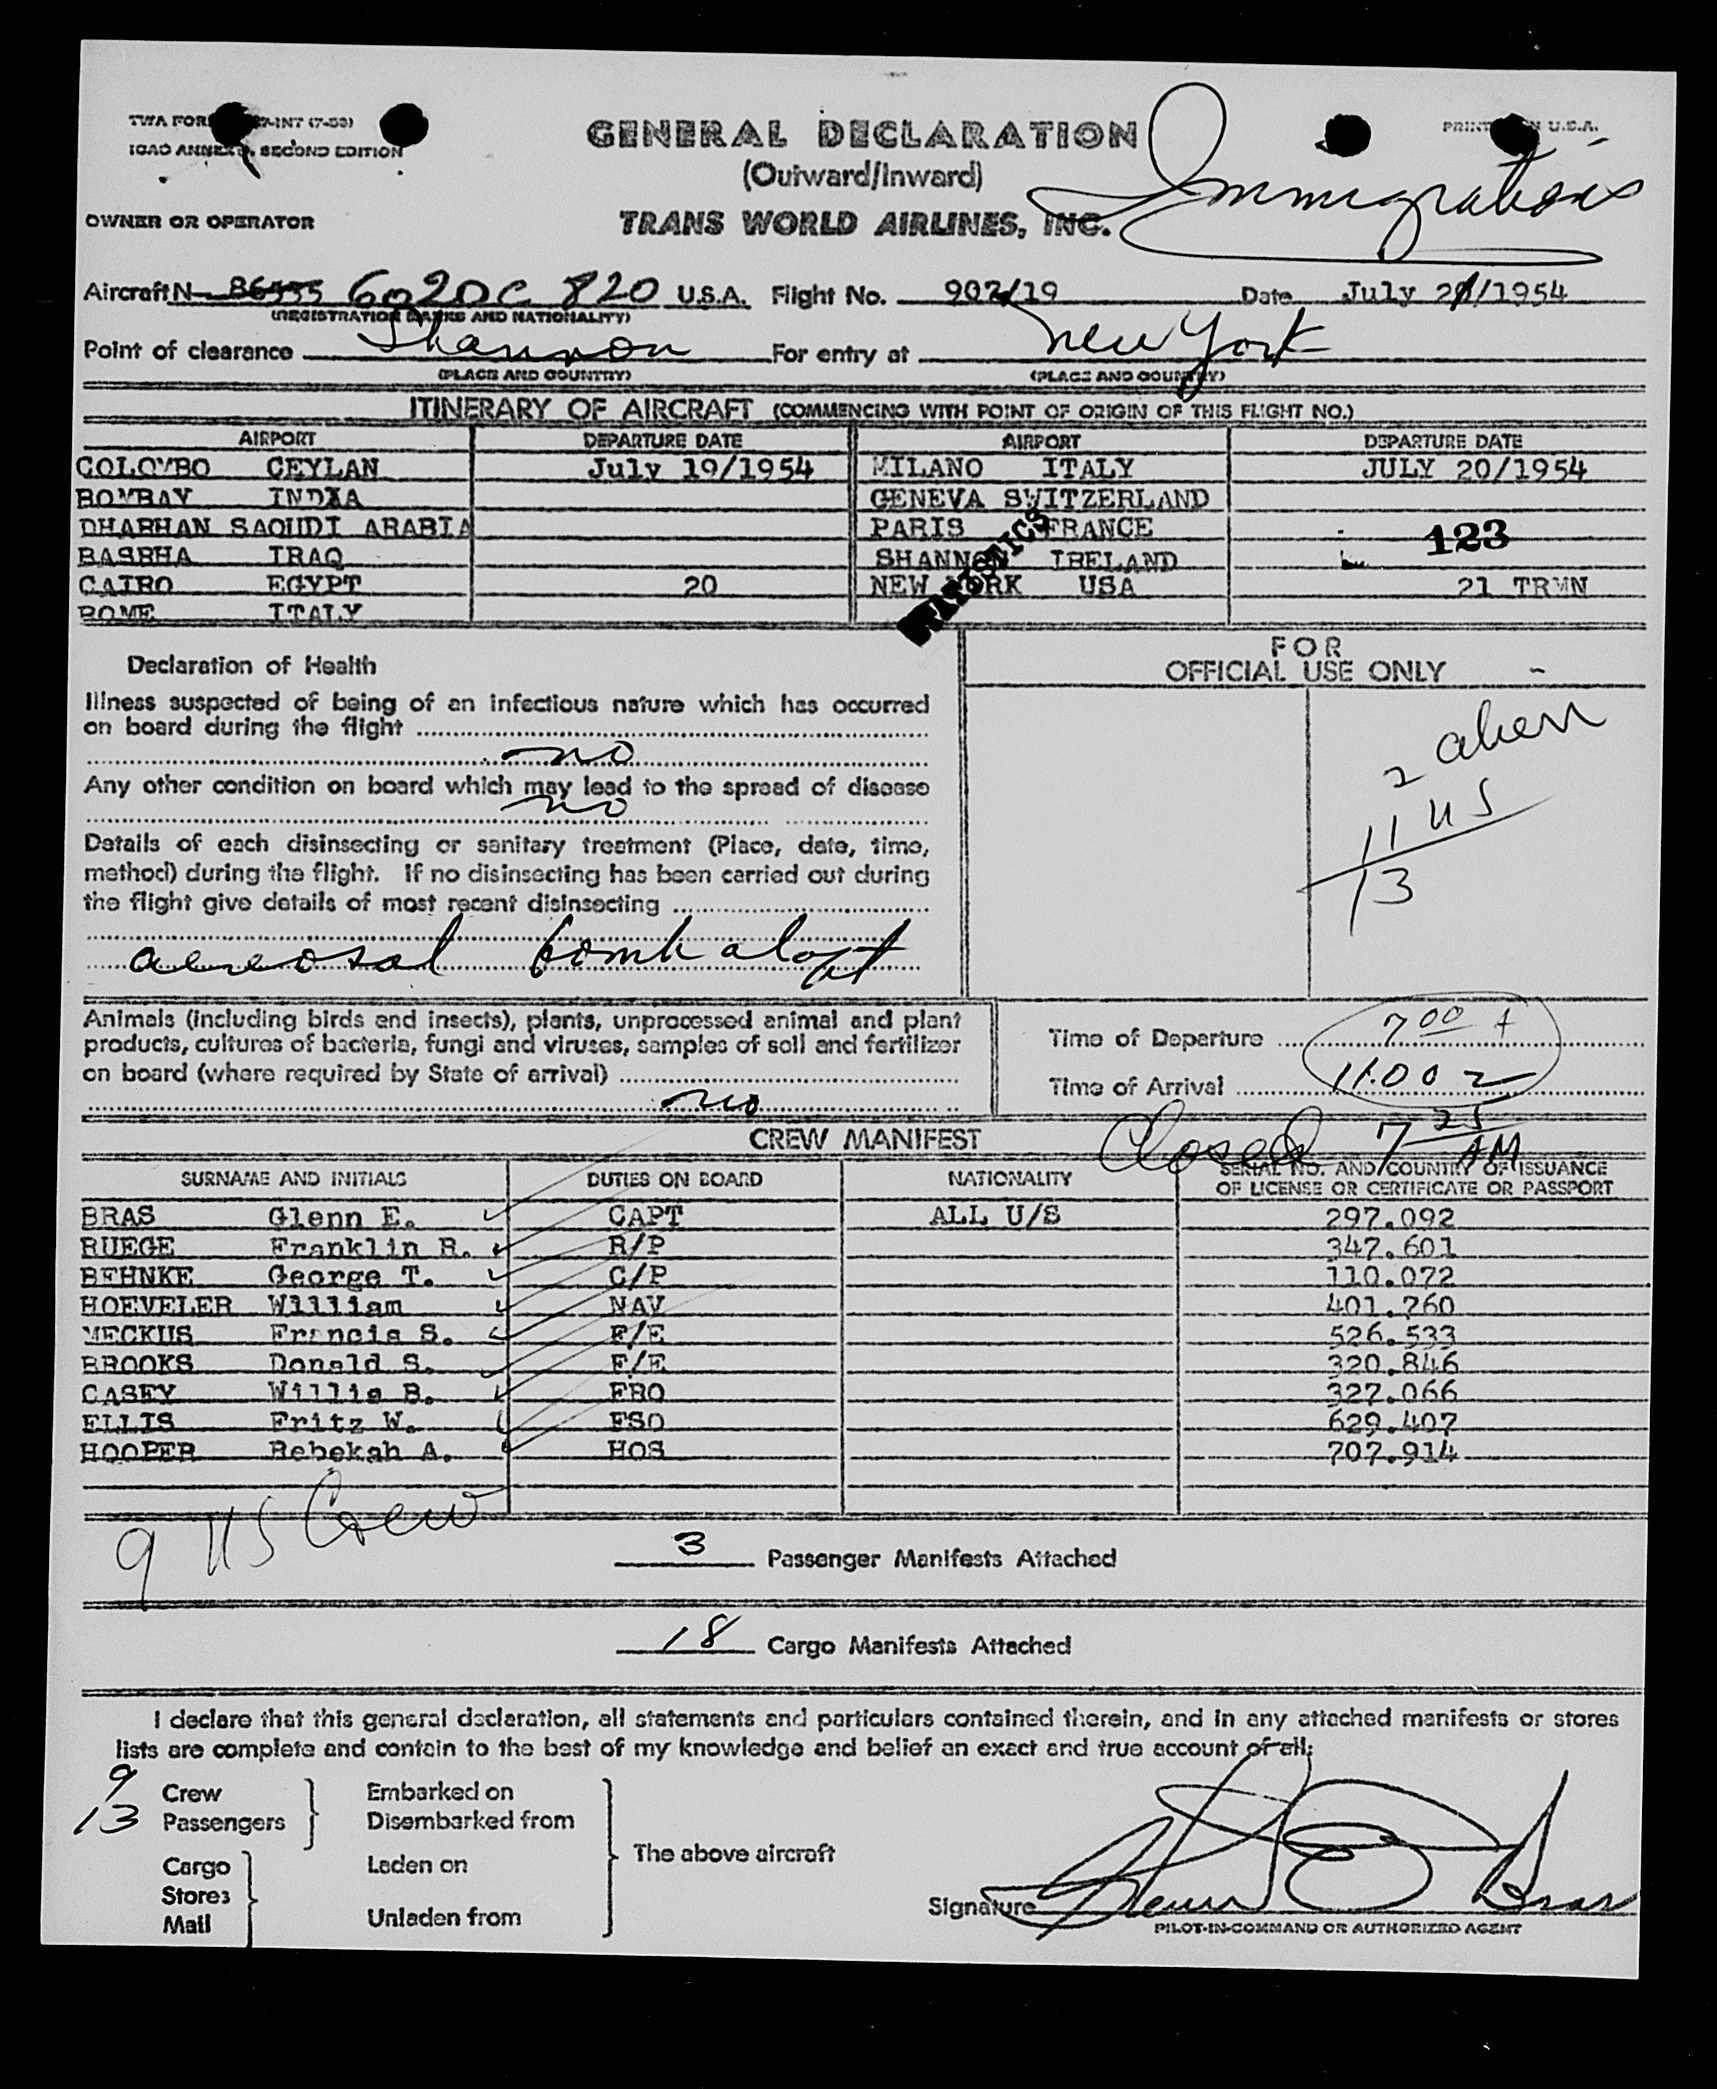 TWA FORM -INT (7-53)
ICAO ANNEX 9, SECOND EDITION
PRINTED IN U.S.A.
GENERAL DECLARATION
(Outward/Inward)
Immigration
OWNER OR OPERATOR TRANS WORLD AIRLINES, INC.
Aircraft N- 86555 6020C 820 U.S.A. Flight No. 902/19 Date July 21/1954
(REGISTRATION MARKS AND NATIONALITY)
Point of clearance Shannon For entry at New York
(PLACE AND COUNTRY) (PLACE AND COUNTRY)
ITINERARY OF AIRCRAFT (COMMENCING WITH POINT OF ORIGIN OF THIS FLIGHT NO.)
AIRPORT DEPARTURE DATE AIRPORT DEPARTURE DATE
COLOMBO CEYLAN July 19/1954 MILANO ITALY JULY 20/1954
BOMBAY INDIA GENEVA SWITZERLAND
DHARHAN SAOUDI ARABIA PARIS FRANCE 123
BASRHA IRAQ SHANNON IRELAND
CAIRO EGYPT 20 NEW YORK USA 21 TRMN
ROME ITALY
STATISTICS
Declaration of Health
FOR
OFFICIAL USE ONLY
Illness suspected of being of an infectious nature which has occurred
on board during the flight
no
Any other condition on board which may lead to the spread of disease
no
2 alien
11 US
13
Details of each disinsecting or sanitary treatment (Place, date, time,
method) during the flight. If no disinsecting has been carried out during
the flight give details of most recent disinsecting
aereosal bomb aloft
Animals (including birds and insects), plants, unprocessed animal and plant
products, cultures of bacteria, fungi and viruses, samples of soil and fertilizer
on board (where required by State of arrival)
no
Time of Departure 7 00 A
Time of Arrival 11.00 Z
Closed 7 25 AM
CREW MANIFEST
SURNAME AND INITIALS DUTIES ON BOARD NATIONALITY SERIAL NO. AND COUNTRY OF ISSUANCE
OF LICENSE OR CERTIFICATE OR PASSPORT
BRAS Glenn E. CAPT ALL U/S 297.092
RUEGE Franklin R. R/P 347.601
BEHNKE George T. C/P 110.072
HOEVELER William NAV 401.260
MECKUS Francis S. F/E 526.533
BROOKS Donald S. F/E 320.846
CASEY Willis B. FRO 327.066
ELLIS Fritz W. FSO 629.407
HOOPER Rebekah A. HOS 707.914
9 US Crew
3 Passenger Manifests Attached
18 Cargo Manifests Attached
I declare that this general declaration, all statements and particulars contained therein, and in any attached manifests or stores
lists are complete and contain to the best of my knowledge and belief an exact and true account of all:
9 Crew Embarked on
13 Passengers Disembarked from
The above aircraft
Cargo Laden on
Stores
Mail Unladen from
Signature Glenn E Bras
PILOT-IN-COMMAND OR AUTHORIZED AGENT